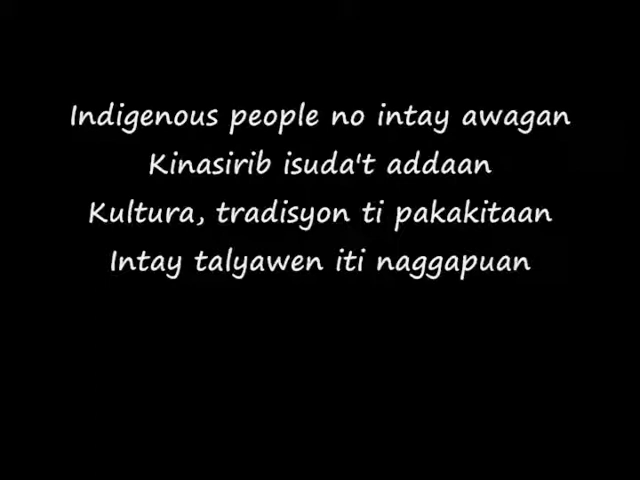 Indigenous people no intay awagan
Kinasirib isuda't addaan
Kultura, tradisyon ti pakakitaan
Intay talyawen iti naggapuan